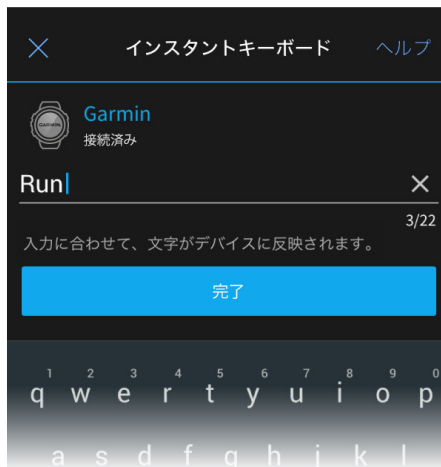 インスタントキーボード ヘルプ
Garmin
接続済み
GARMIN
Run
3/22
入力に合わせて、文字がデバイスに反映されます。
完了
1 2 3 4 5 6 7 8 9 0
q w e r t y u i o p
a s d f g h j k l